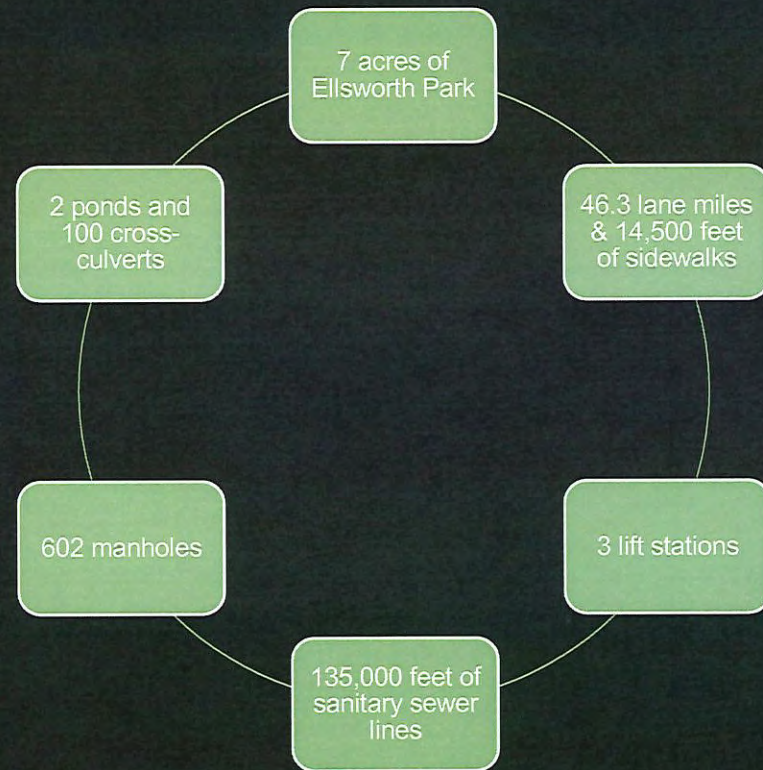 7 acres of
Ellsworth Park
46.3 lane miles
& 14,500 feet
of sidewalks
3 lift stations
135,000 feet of
sanitary sewer
lines
602 manholes
2 ponds and
100 cross-
culverts